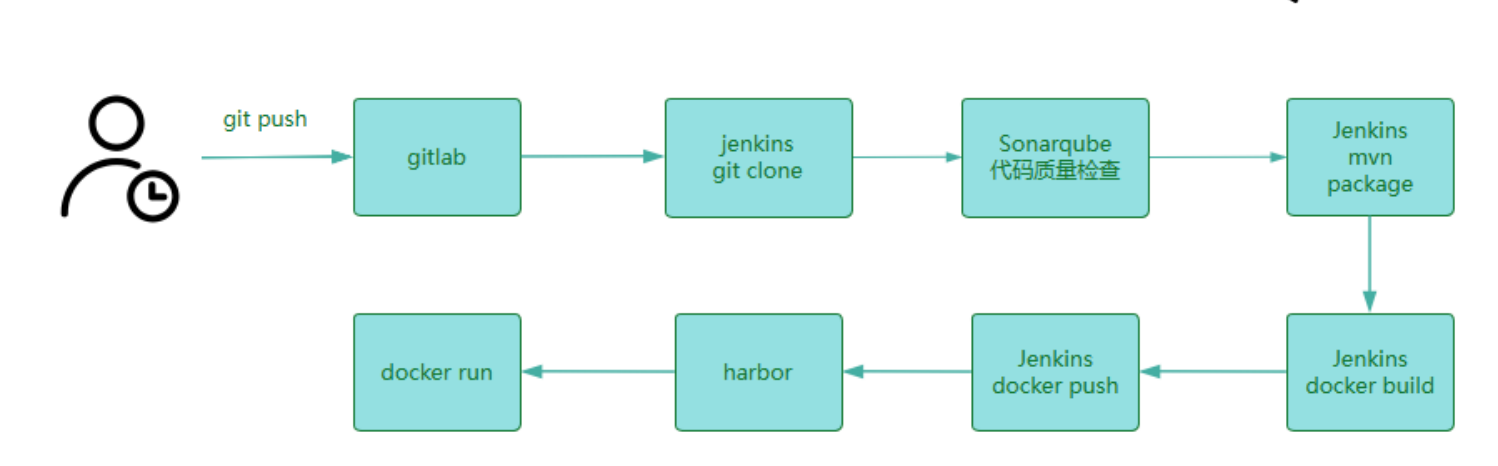 git push
gitlab
jenkins
git clone
Sonarqube
代码质量检查
Jenkins
mvn
package
docker run
harbor
Jenkins
docker push
Jenkins
docker build